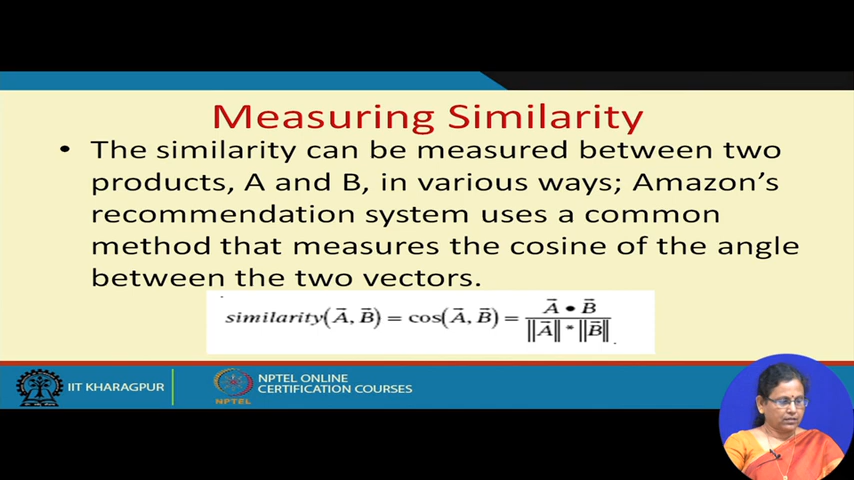 Measuring Similarity
• The similarity can be measured between two
products, A and B, in various ways; Amazon’s
recommendation system uses a common
method that measures the cosine of the angle
between the two vectors.
similarity(A⃗, B⃗) = cos(A⃗, B⃗) = A⃗ • B⃗ / ‖A⃗‖ * ‖B⃗‖
IIT KHARAGPUR
NPTEL ONLINE
CERTIFICATION COURSES
NPTEL